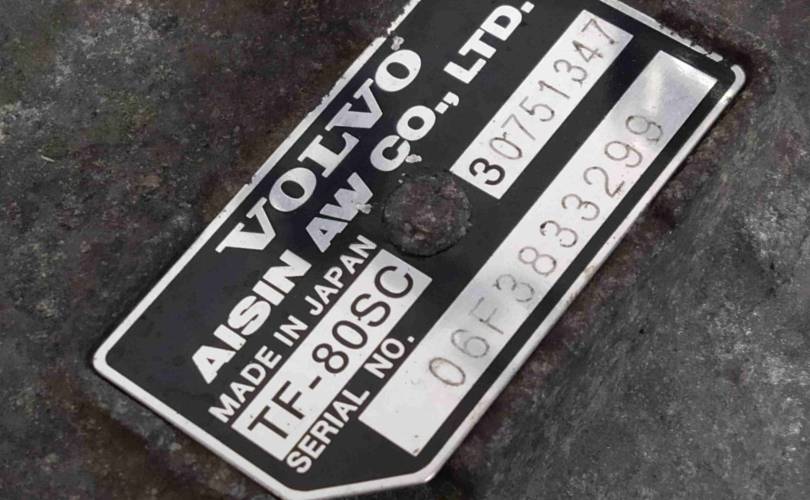 VOLVO
AISIN AW CO., LTD.
MADE IN JAPAN
30751347
TF-80SC
SERIAL NO.
06F3833299